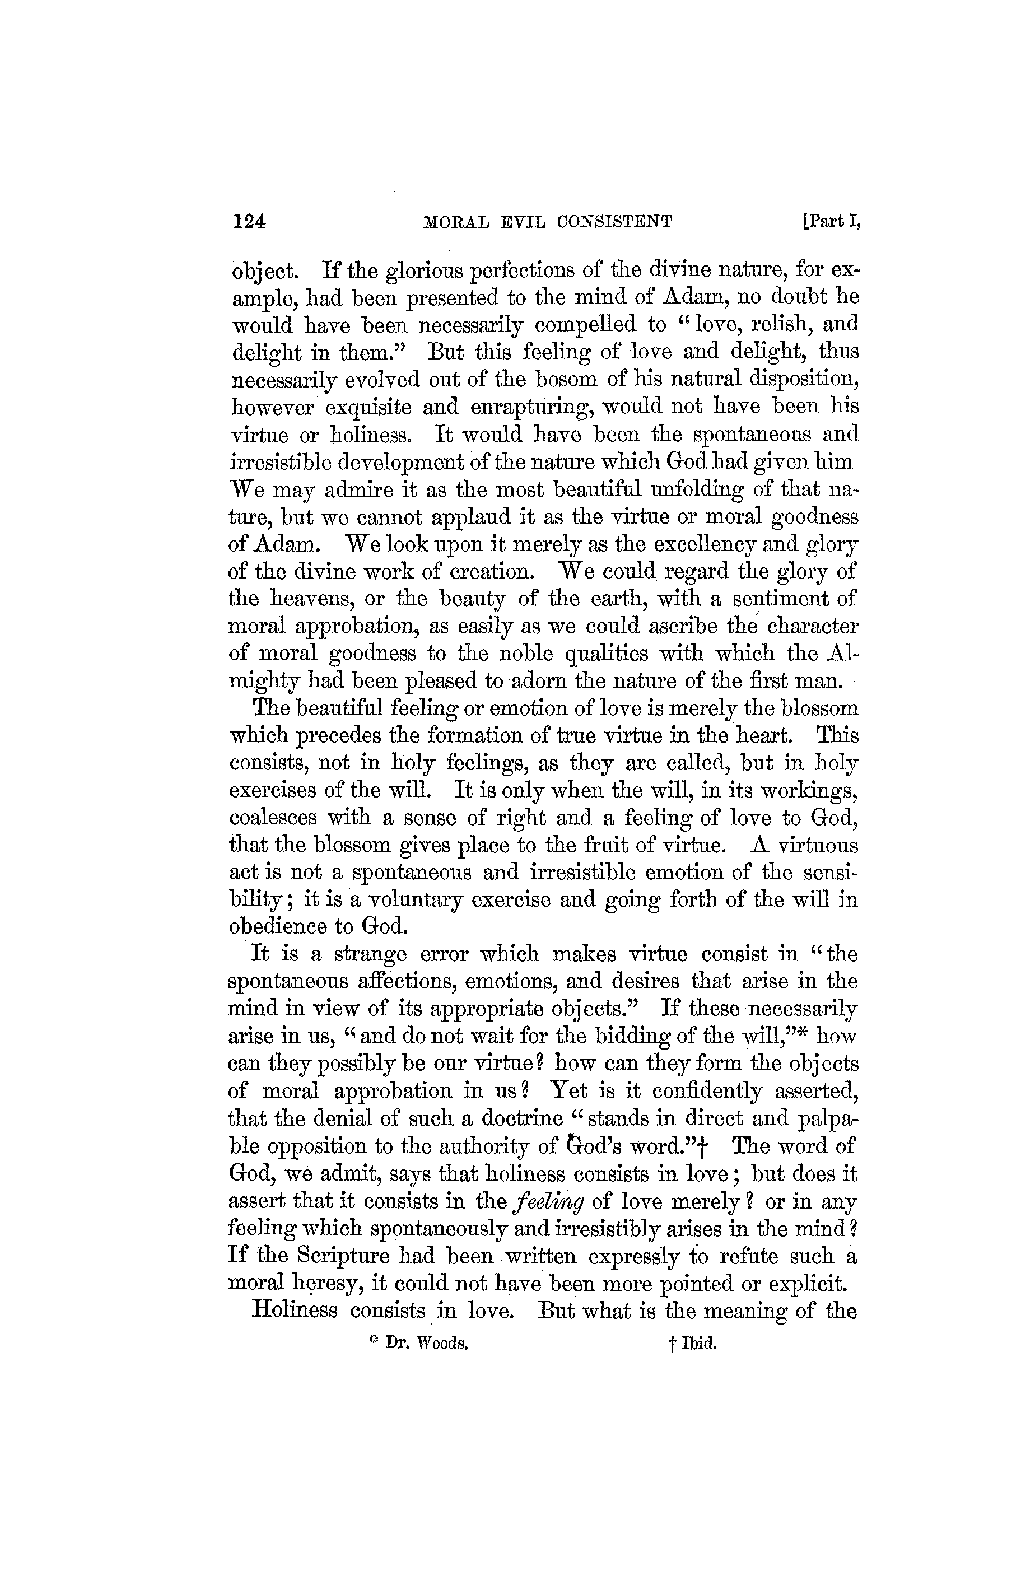 124 MORAL EVIL CONSISTENT [Part I,
object. If the glorious perfections of the divine nature, for ex-
ample, had been presented to the mind of Adam, no doubt he
would have been necessarily compelled to “love, relish, and
delight in them.” But this feeling of love and delight, thus
necessarily evolved out of the bosom of his natural disposition,
however exquisite and enrapturing, would not have been his
virtue or holiness. It would have been the spontaneous and
irresistible development of the nature which God had given him
We may admire it as the most beautiful unfolding of that na-
ture, but we cannot applaud it as the virtue or moral goodness
of Adam. We look upon it merely as the excellency and glory
of the divine work of creation. We could regard the glory of
the heavens, or the beauty of the earth, with a sentiment of
moral approbation, as easily as we could ascribe the character
of moral goodness to the noble qualities with which the Al-
mighty had been pleased to adorn the nature of the first man.
The beautiful feeling or emotion of love is merely the blossom
which precedes the formation of true virtue in the heart. This
consists, not in holy feelings, as they are called, but in holy
exercises of the will. It is only when the will, in its workings,
coalesces with a sense of right and a feeling of love to God,
that the blossom gives place to the fruit of virtue. A virtuous
act is not a spontaneous and irresistible emotion of the sensi-
bility; it is a voluntary exercise and going forth of the will in
obedience to God.
It is a strange error which makes virtue consist in “the
spontaneous affections, emotions, and desires that arise in the
mind in view of its appropriate objects.” If these necessarily
arise in us, “and do not wait for the bidding of the will,”* how
can they possibly be our virtue? how can they form the objects
of moral approbation in us? Yet is it confidently asserted,
that the denial of such a doctrine “stands in direct and palpa-
ble opposition to the authority of God's word.”† The word of
God, we admit, says that holiness consists in love; but does it
assert that it consists in the feeling of love merely? or in any
feeling which spontaneously and irresistibly arises in the mind?
If the Scripture had been written expressly to refute such a
moral heresy, it could not have been more pointed or explicit.
Holiness consists in love. But what is the meaning of the
* Dr. Woods. † Ibid.